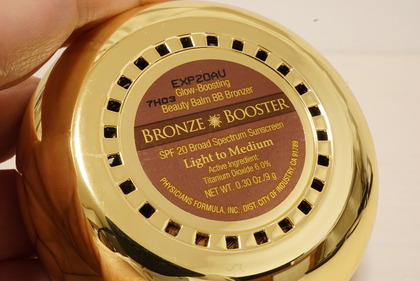 EXP20AU
7H03
Glow-Boosting
Beauty Balm BB Bronzer
BRONZE BOOSTER
SPF 20 Broad Spectrum Sunscreen
Light to Medium
Active Ingredient:
Titanium Dioxide 6.0%
NET WT. 0.30 Oz/9 g
PHYSICIANS FORMULA, INC., DIST. CITY OF INDUSTRY, CA 91789